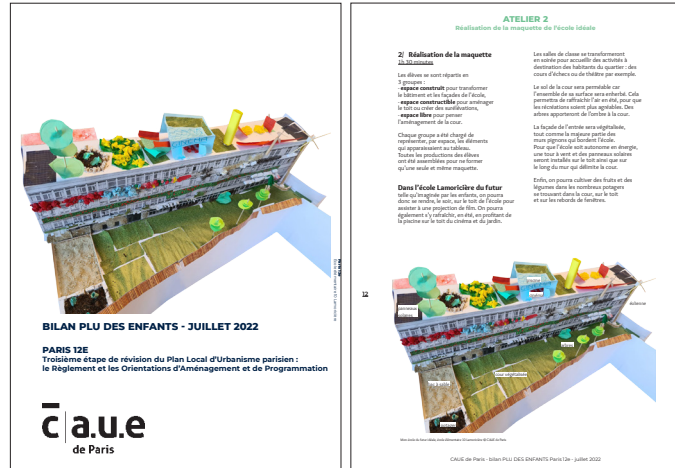 BILAN PLU DES ENFANTS - JUILLET 2022
PARIS 12E
Troisième étape de révision du Plan Local d'Urbanisme parisien :
le Règlement et les Orientations d'Aménagement et de Programmation
c|a.u.e
de Paris
ATELIER 2
Réalisation de la maquette de l'école idéale
2/ Réalisation de la maquette
1h 30 minutes
Les élèves se sont répartis en
3 groupes :
- espace construit pour transformer
le bâtiment et les façades de l'école,
- espace constructible pour aménager
le toit ou créer des surélévations,
- espace libre pour penser
l'aménagement de la cour.
Chaque groupe a été chargé de
représenter, par espace, les éléments
qui apparaissaient au tableau.
Toutes les productions des élèves
ont été assemblées pour ne former
qu'une seule et même maquette.
Dans l'école Lamoricière du futur
telle qu'imaginée par les enfants, on pourra
donc se rendre, le soir, sur le toit de l'école pour
assister à une projection de film. On pourra
également s'y rafraîchir, en été, en profitant de
la piscine sur le toit du cinéma et du jardin.
Les salles de classe se transformeront
en soirée pour accueillir des activités à
destination des habitants du quartier : des
cours d'échecs ou de théâtre par exemple.
Le sol de la cour sera perméable car
l'ensemble de sa surface sera enherbé. Cela
permettra de rafraîchir l'air en été, pour que
les récréations soient plus agréables. Des
arbres apporteront de l'ombre à la cour.
La façade de l'entrée sera végétalisée,
tout comme la majeure partie des
murs pignons qui bordent l'école.
Pour que l'école soit autonome en énergie,
une tour à vent et des panneaux solaires
seront installés sur le toit ainsi que sur
le long du mur qui délimite la cour.
Enfin, on pourra cultiver des fruits et des
légumes dans les nombreux potagers
se trouvant dans la cour, sur le toit
et sur les rebords de fenêtres.
piscine
éolienne
panneaux
solaires
arbres
cour végétalisée
bac à sable
12
CAUE de Paris - bilan PLU DES ENFANTS Paris 12e - juillet 2022